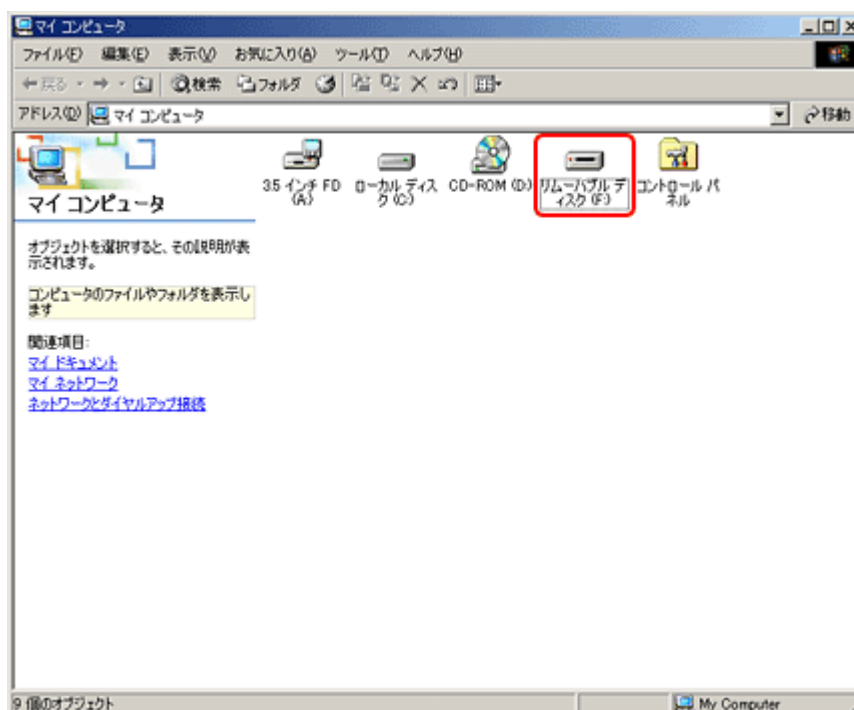 マイ コンピュータ
ファイル(F) 編集(E) 表示(V) お気に入り(A) ツール(T) ヘルプ(H)
戻る 検索 フォルダ
アドレス(D) マイ コンピュータ 移動
マイ コンピュータ
オブジェクトを選択すると、その説明が表
示されます。
コンピュータのファイルやフォルダを表示し
ます
関連項目:
マイ ドキュメント
マイ ネットワーク
ネットワークとダイヤルアップ接続
3.5 インチ FD
(A:)
ローカル ディス
ク (C:)
CD-ROM (D:)
リムーバブル デ
ィスク (F:)
コントロール パ
ネル
9 個のオブジェクト
My Computer